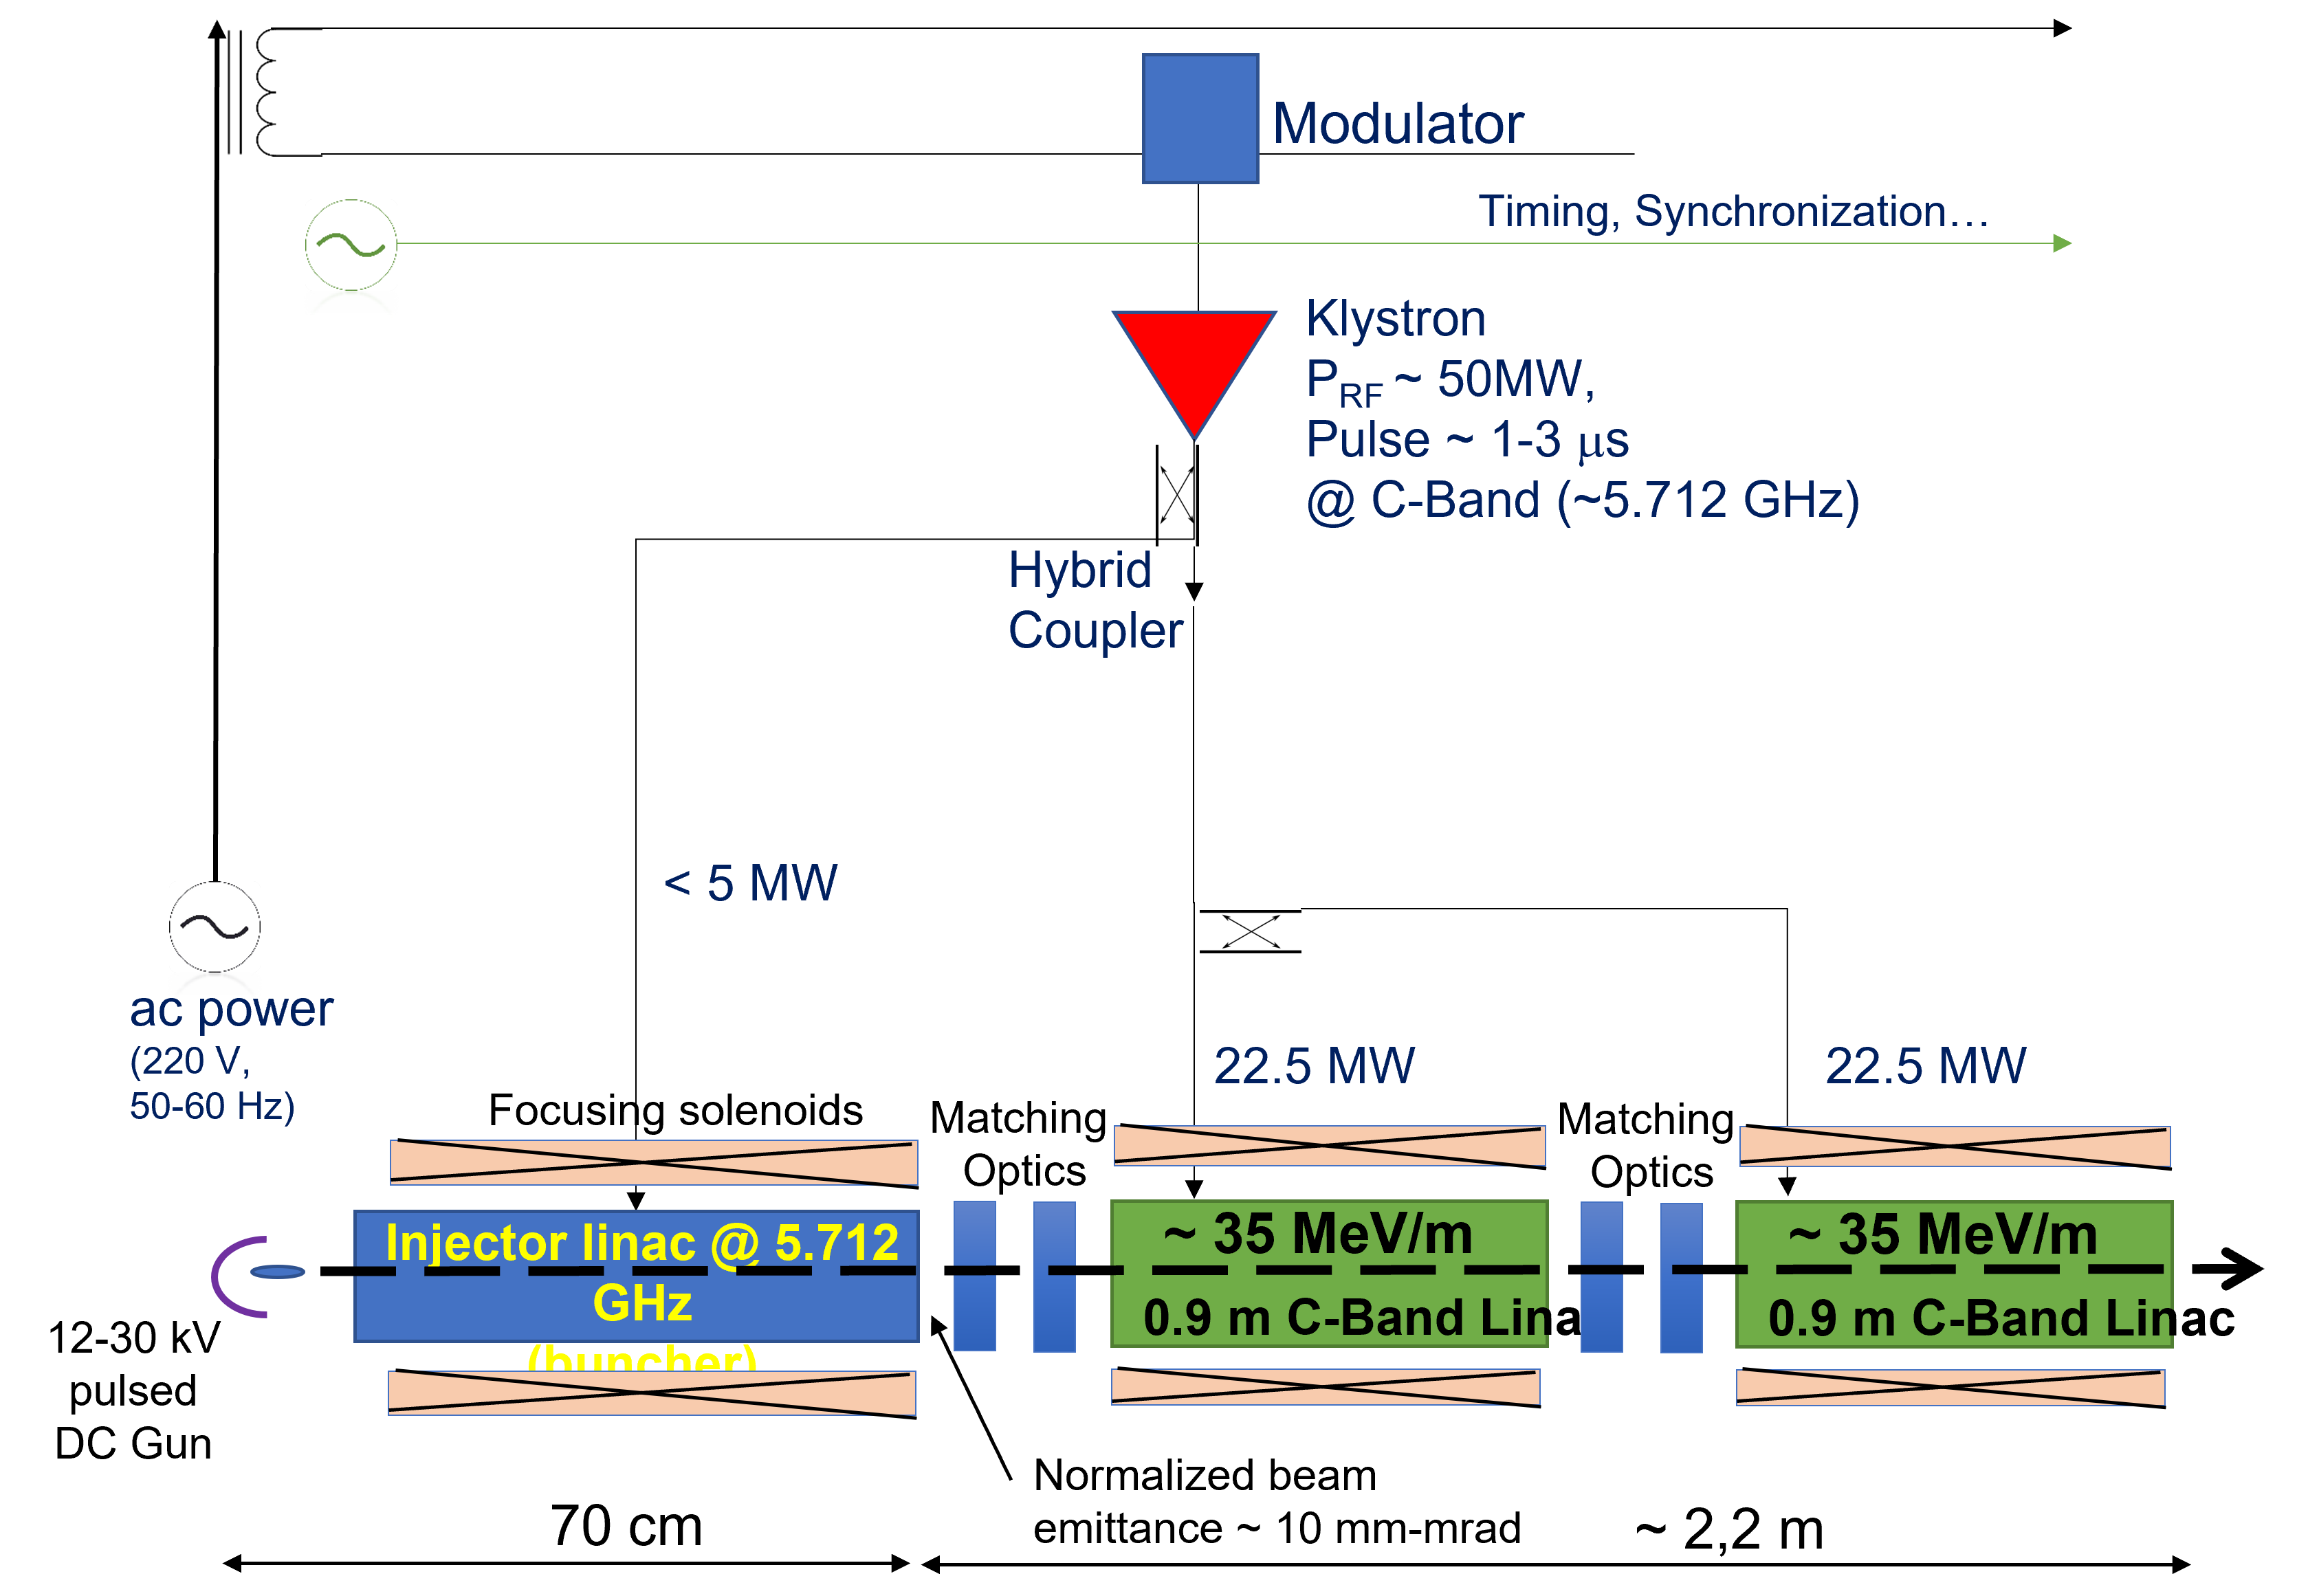 Modulator
Timing, Synchronization…
Klystron
PRF ~ 50MW,
Pulse ~ 1-3 μs
@ C-Band (~5.712 GHz)
Hybrid
Coupler
< 5 MW
ac power
(220 V,
50-60 Hz)
22.5 MW
22.5 MW
Focusing solenoids
Matching
Optics
Matching
Optics
Injector linac @ 5.712
GHz
(buncher)
~ 35 MeV/m
0.9 m C-Band Lina
~ 35 MeV/m
0.9 m C-Band Linac
12-30 kV
pulsed
DC Gun
Normalized beam
emittance ~ 10 mm-mrad
70 cm
~ 2,2 m